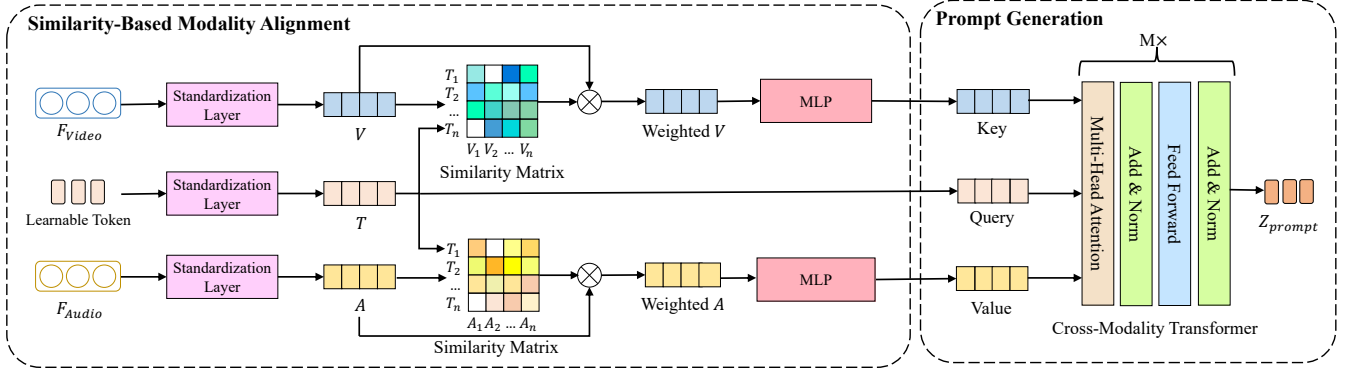 Similarity-Based Modality Alignment
F_Video
Standardization
Layer
V
T_1
T_2
...
T_n
V_1 V_2 ... V_n
Similarity Matrix
Weighted V
MLP
Learnable Token
Standardization
Layer
T
F_Audio
Standardization
Layer
A
T_1
T_2
...
T_n
A_1 A_2 ... A_n
Similarity Matrix
Weighted A
MLP
Prompt Generation
M×
Key
Query
Value
Multi-Head Attention
Add & Norm
Feed Forward
Add & Norm
Z_prompt
Cross-Modality Transformer